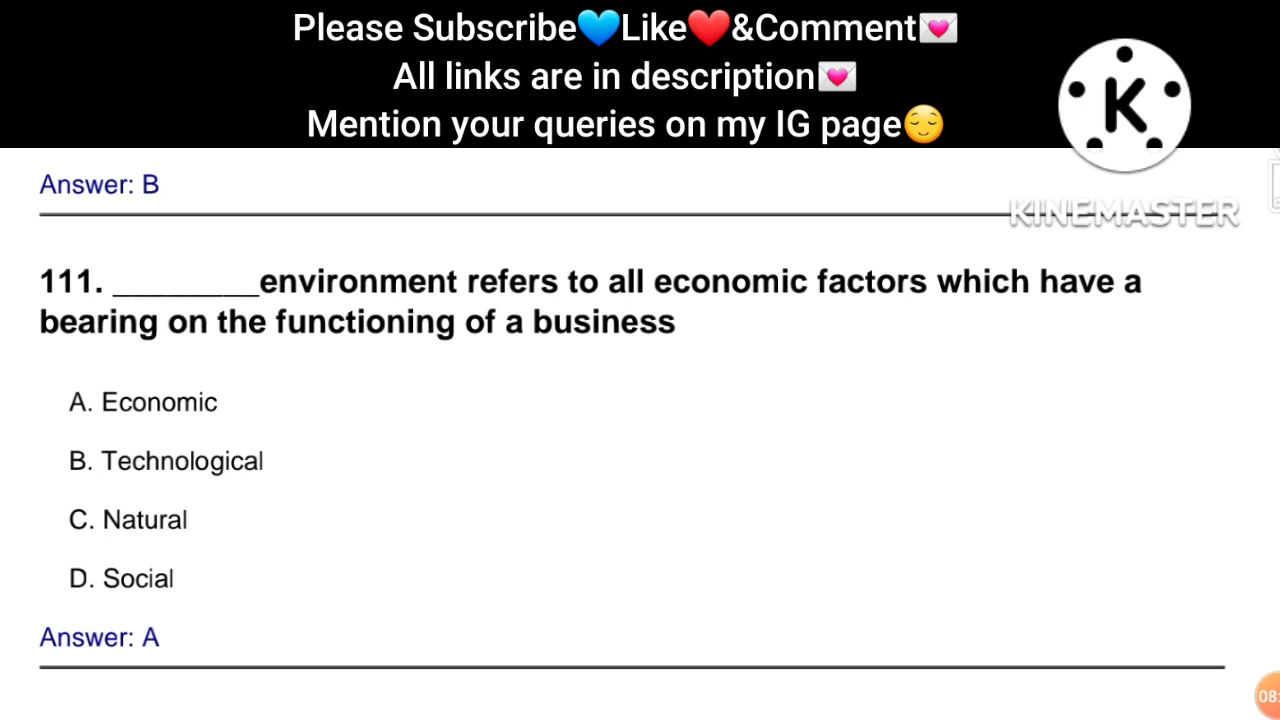 Please Subscribe💙Like❤️&Comment💌
All links are in description💌
Mention your queries on my IG page😌
K
KINEMASTER
Answer: B
111. ________environment refers to all economic factors which have a
bearing on the functioning of a business
A. Economic
B. Technological
C. Natural
D. Social
Answer: A